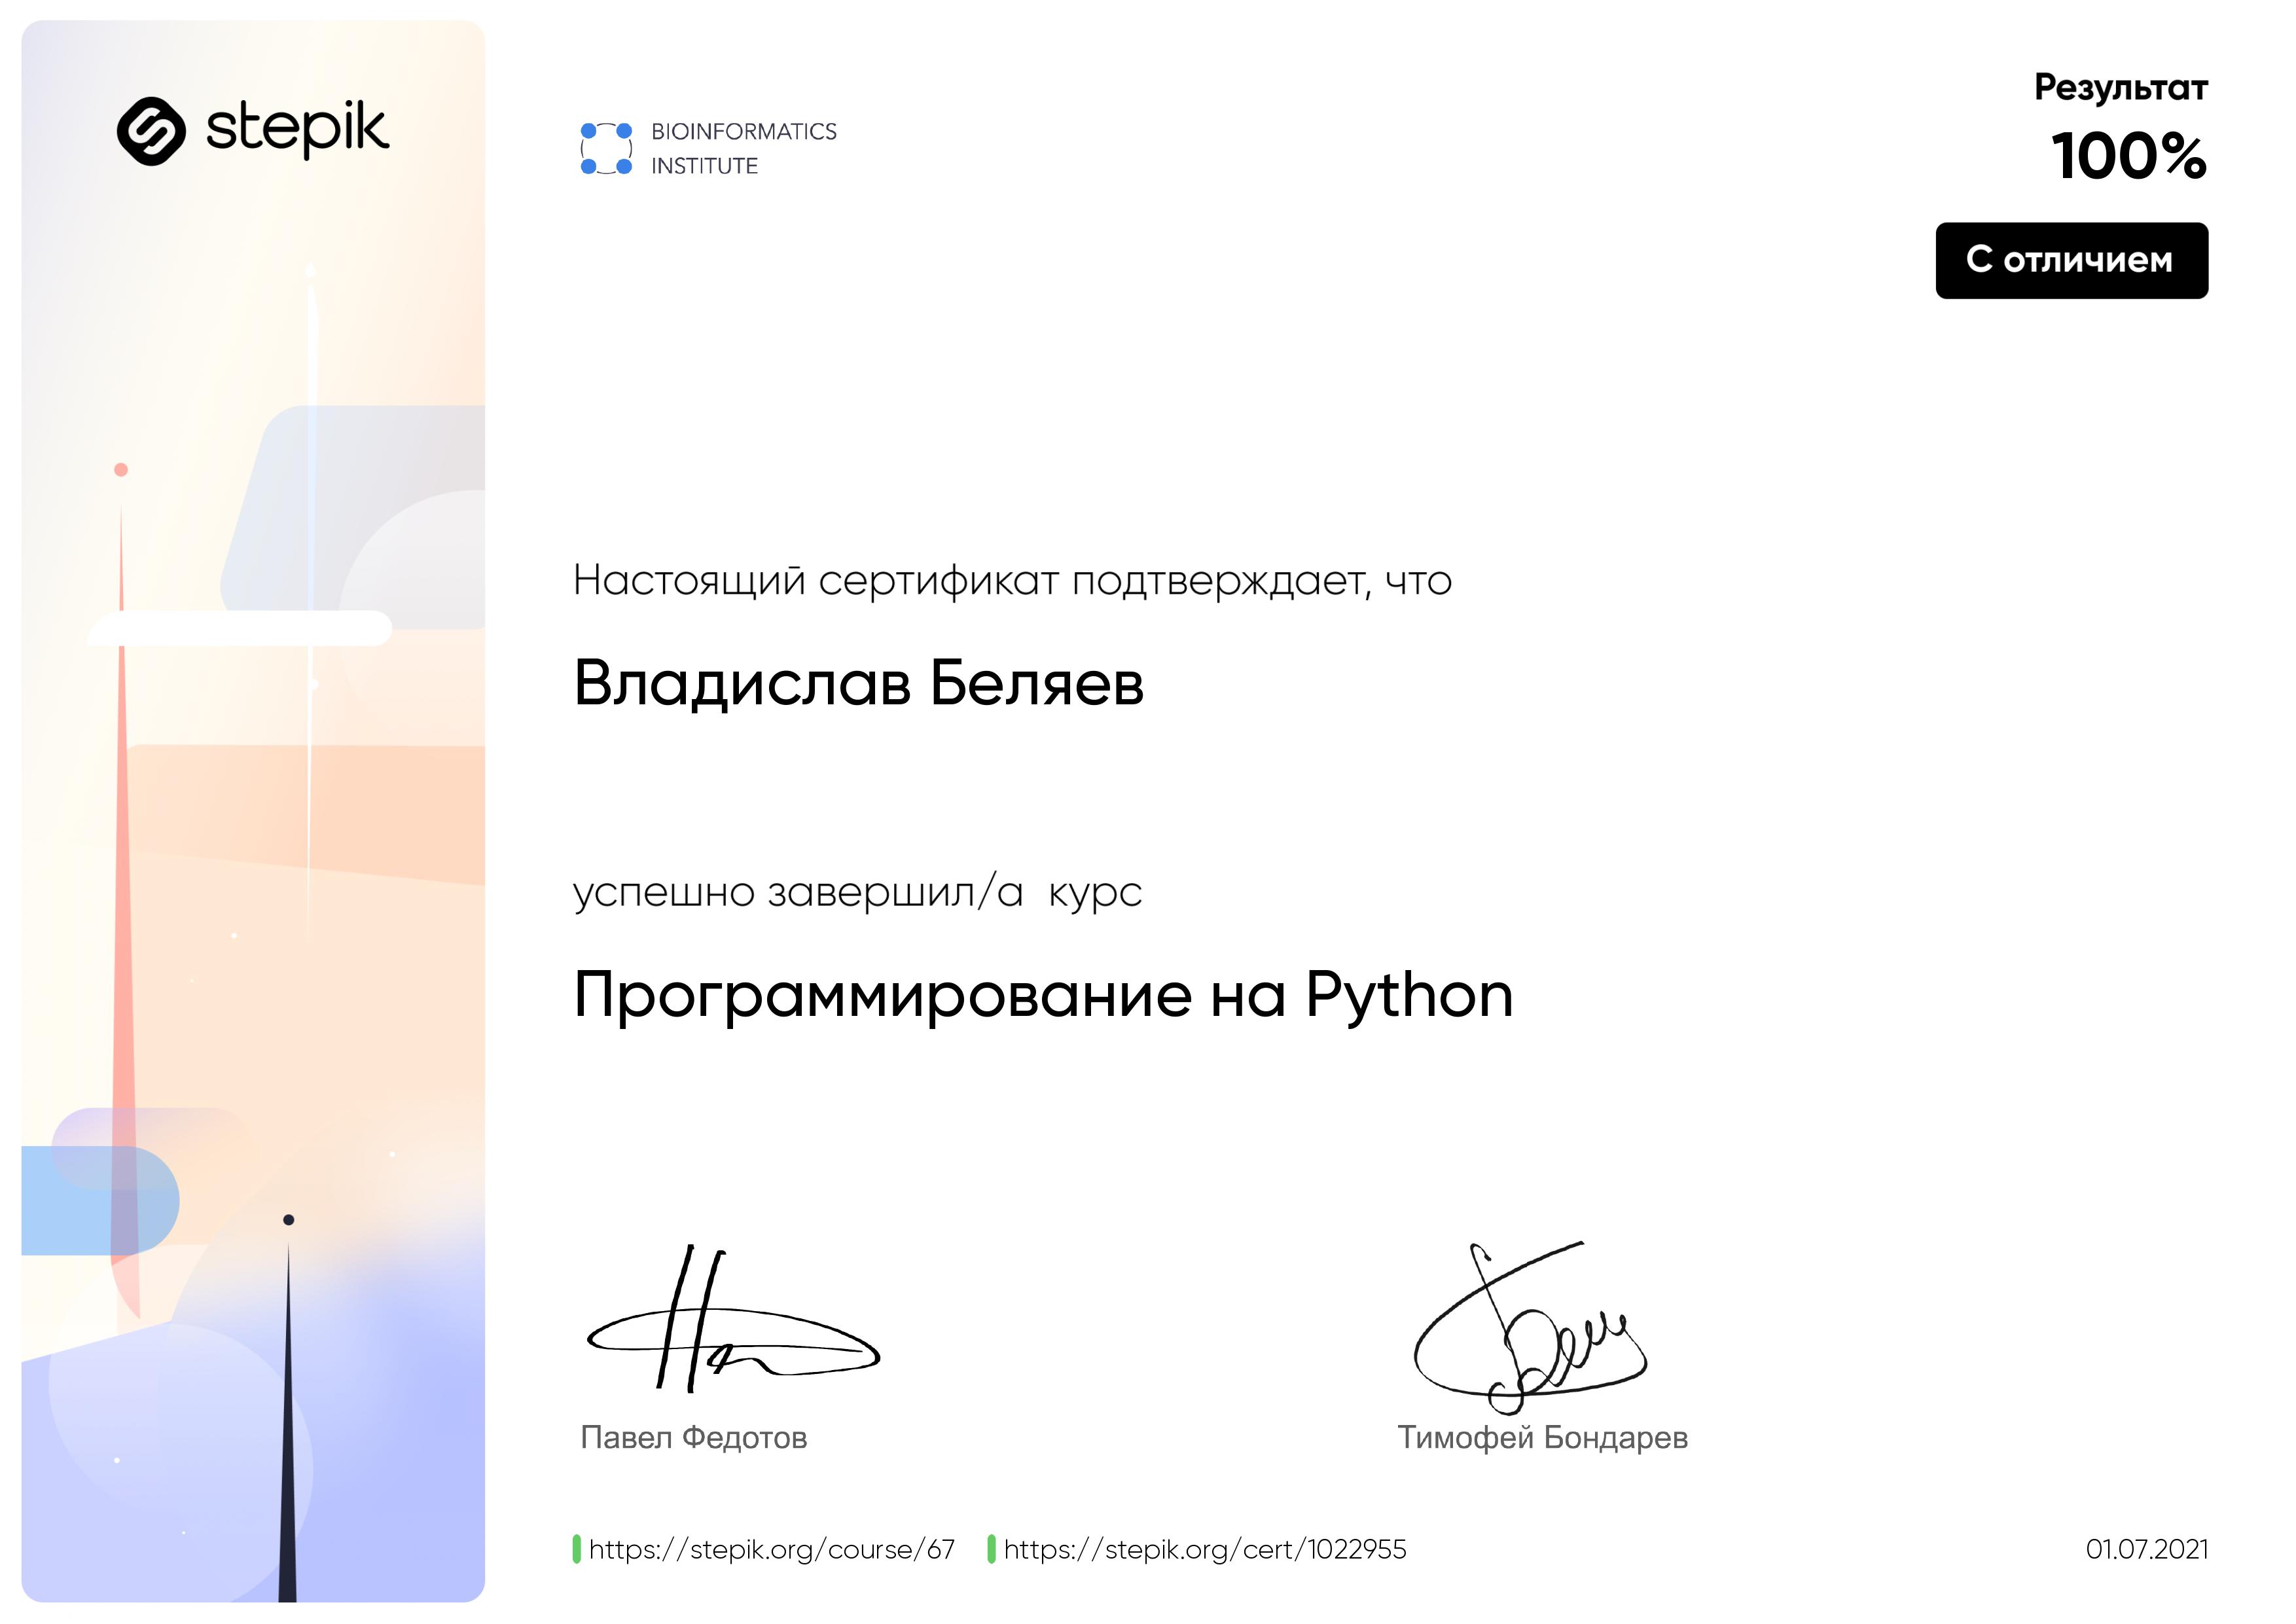 stepik
BIOINFORMATICS
INSTITUTE
Результат
100%
С отличием
Настоящий сертификат подтверждает, что
Владислав Беляев
успешно завершил/а  курс
Программирование на Python
Павел Федотов
Тимофей Бондарев
https://stepik.org/course/67
https://stepik.org/cert/1022955
01.07.2021